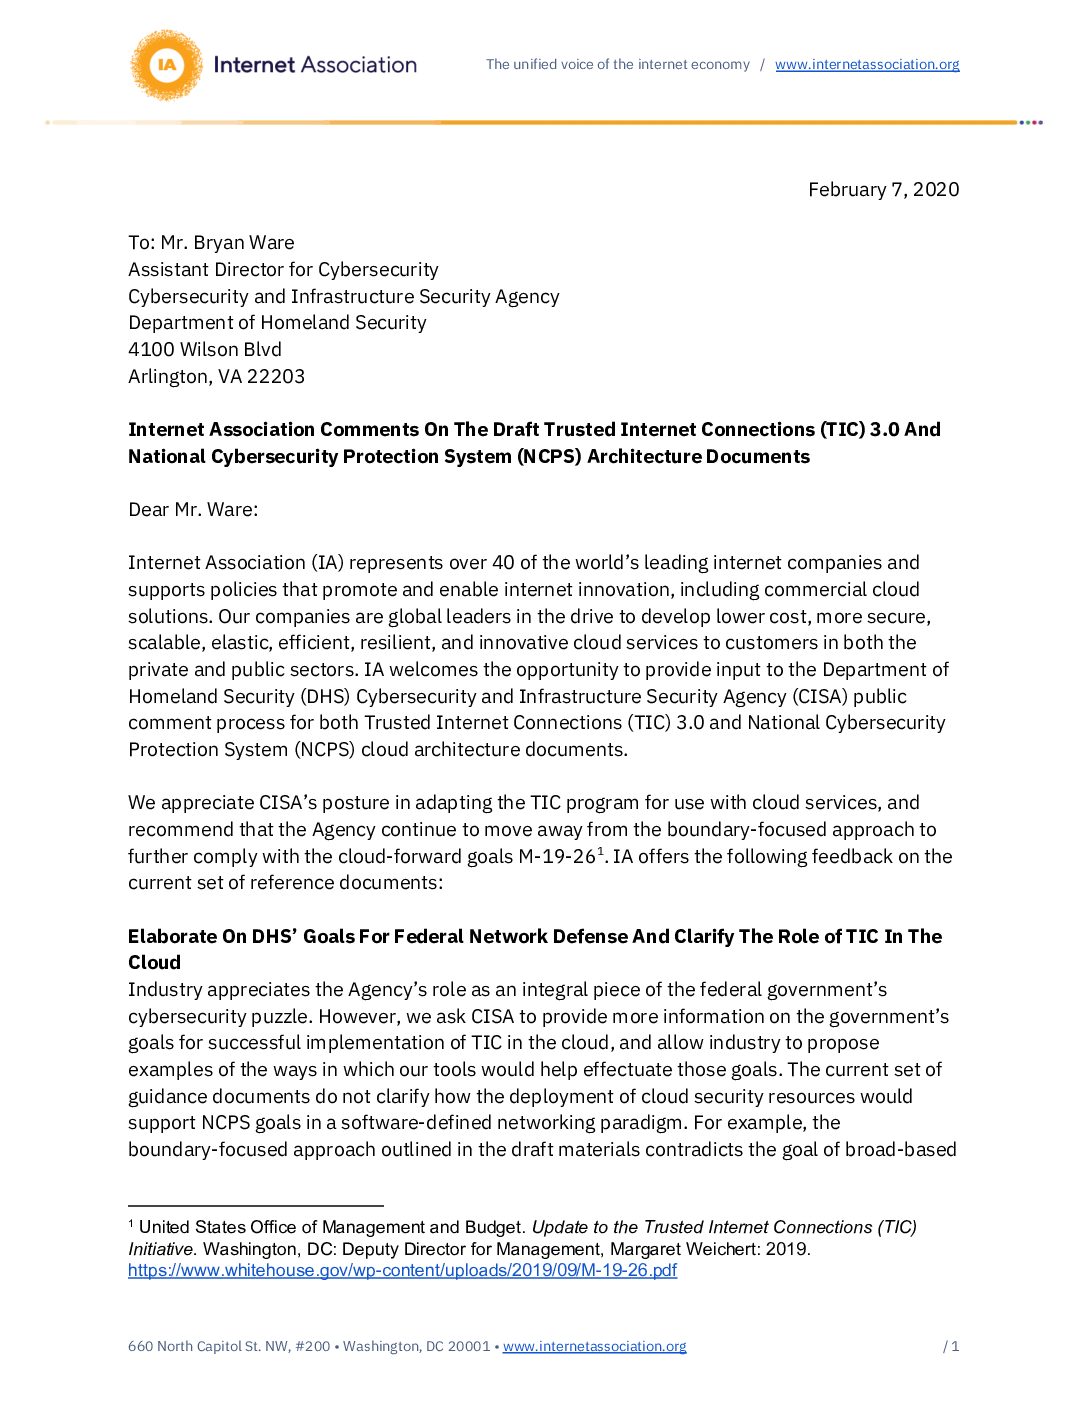 IA
Internet Association
The unified voice of the internet economy / www.internetassociation.org
February 7, 2020
To: Mr. Bryan Ware
Assistant Director for Cybersecurity
Cybersecurity and Infrastructure Security Agency
Department of Homeland Security
4100 Wilson Blvd
Arlington, VA 22203
Internet Association Comments On The Draft Trusted Internet Connections (TIC) 3.0 And
National Cybersecurity Protection System (NCPS) Architecture Documents
Dear Mr. Ware:
Internet Association (IA) represents over 40 of the world’s leading internet companies and
supports policies that promote and enable internet innovation, including commercial cloud
solutions. Our companies are global leaders in the drive to develop lower cost, more secure,
scalable, elastic, efficient, resilient, and innovative cloud services to customers in both the
private and public sectors. IA welcomes the opportunity to provide input to the Department of
Homeland Security (DHS) Cybersecurity and Infrastructure Security Agency (CISA) public
comment process for both Trusted Internet Connections (TIC) 3.0 and National Cybersecurity
Protection System (NCPS) cloud architecture documents.
We appreciate CISA’s posture in adapting the TIC program for use with cloud services, and
recommend that the Agency continue to move away from the boundary-focused approach to
further comply with the cloud-forward goals M-19-26¹. IA offers the following feedback on the
current set of reference documents:
Elaborate On DHS’ Goals For Federal Network Defense And Clarify The Role of TIC In The
Cloud
Industry appreciates the Agency’s role as an integral piece of the federal government’s
cybersecurity puzzle. However, we ask CISA to provide more information on the government’s
goals for successful implementation of TIC in the cloud, and allow industry to propose
examples of the ways in which our tools would help effectuate those goals. The current set of
guidance documents do not clarify how the deployment of cloud security resources would
support NCPS goals in a software-defined networking paradigm. For example, the
boundary-focused approach outlined in the draft materials contradicts the goal of broad-based
¹ United States Office of Management and Budget. Update to the Trusted Internet Connections (TIC)
Initiative. Washington, DC: Deputy Director for Management, Margaret Weichert: 2019.
https://www.whitehouse.gov/wp-content/uploads/2019/09/M-19-26.pdf
660 North Capitol St. NW, #200 • Washington, DC 20001 • www.internetassociation.org
/ 1